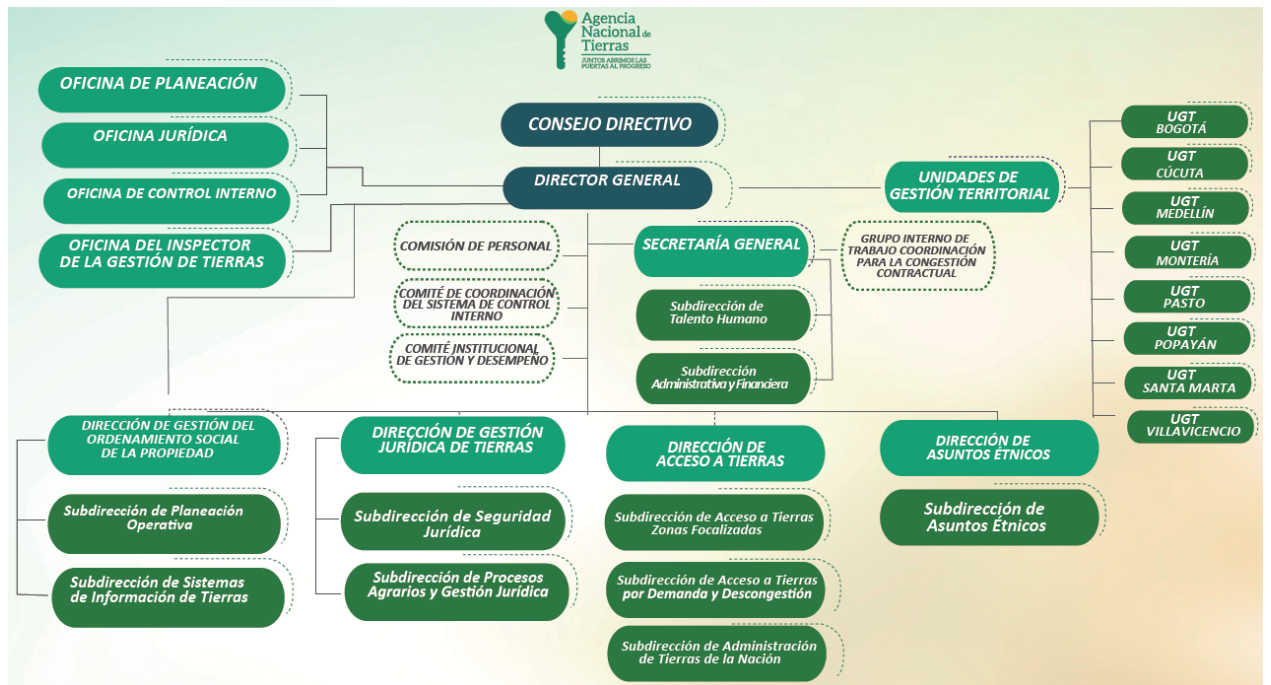 Agencia
Nacional de
Tierras
JUNTOS ABRIMOS LAS
PUERTAS AL PROGRESO
OFICINA DE PLANEACIÓN
OFICINA JURÍDICA
OFICINA DE CONTROL INTERNO
OFICINA DEL INSPECTOR
DE LA GESTIÓN DE TIERRAS
CONSEJO DIRECTIVO
DIRECTOR GENERAL
UNIDADES DE
GESTIÓN TERRITORIAL
UGT
BOGOTÁ
UGT
CÚCUTA
UGT
MEDELLÍN
UGT
MONTERÍA
UGT
PASTO
UGT
POPAYÁN
UGT
SANTA MARTA
UGT
VILLAVICENCIO
COMISIÓN DE PERSONAL
COMITÉ DE COORDINACIÓN
DEL SISTEMA DE CONTROL
INTERNO
COMITÉ JNSTITUCIONAL
DE GESTIÓN Y DESEMPEÑO
SECRETARÍA GENERAL
GRUPO INTERNO DE
TRABAJO COORDINACIÓN
PARA LA CONGESTIÓN
CONTRACTUAL
Subdirección de
Talento Humano
Subdirección
Administrativa y Financiera
DIRECCIÓN DE GESTIÓN DEL
ORDENAMIENTO SOCIAL
DE LA PROPIEDAD
Subdirección de Planeación
Operativa
Subdirección de Sistemas
de Información de Tierras
DIRECCIÓN DE GESTIÓN
JURÍDICA DE TIERRAS
Subdirección de Seguridad
Jurídica
Subdirección de Procesos
Agrarios y Gestión Jurídica
DIRECCIÓN DE
ACCESO A TIERRAS
Subdirección de Acceso a Tierras
Zonas Focalizadas
Subdirección de Acceso a Tierras
por Demanda y Descongestión
Subdirección de Administración
de Tierras de la Nación
DIRECCIÓN DE
ASUNTOS ÉTNICOS
Subdirección de
Asuntos Étnicos